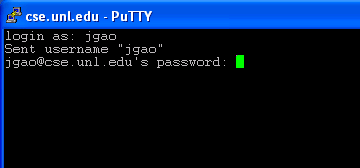 cse.unl.edu - PuTTY
login as: jgao
Sent username "jgao"
jgao@cse.unl.edu's password: